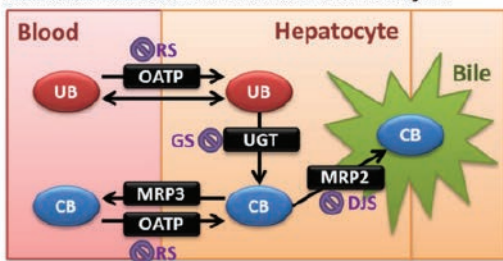 Blood
Hepatocyte
RS
OATP
UB
UB
Bile
GS
UGT
CB
MRP2
MRP3
CB
CB
DJS
OATP
RS